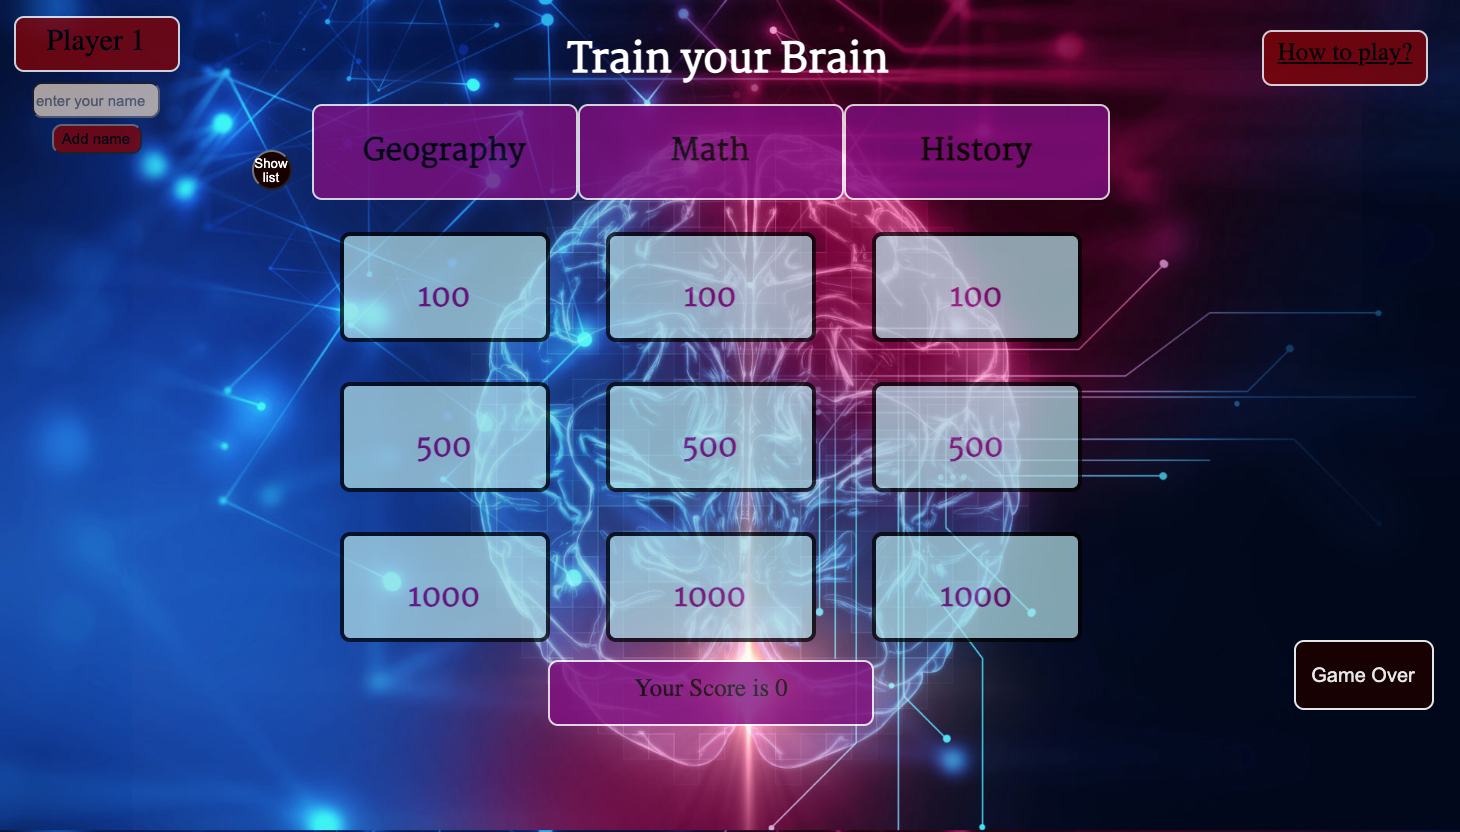 Player 1
Train your Brain
How to play?
enter your name
Add name
Show
list
Geography Math History
100 100 100
500 500 500
1000 1000 1000
Your Score is 0
Game Over